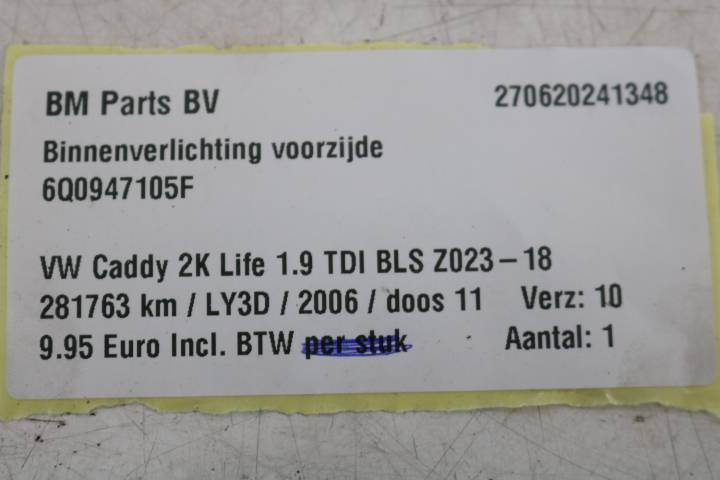 BM Parts BV 270620241348
Binnenverlichting voorzijde
6Q0947105F
VW Caddy 2K Life 1.9 TDI BLS Z023-18
281763 km / LY3D / 2006 / doos 11 Verz: 10
9.95 Euro Incl. BTW per stuk Aantal: 1